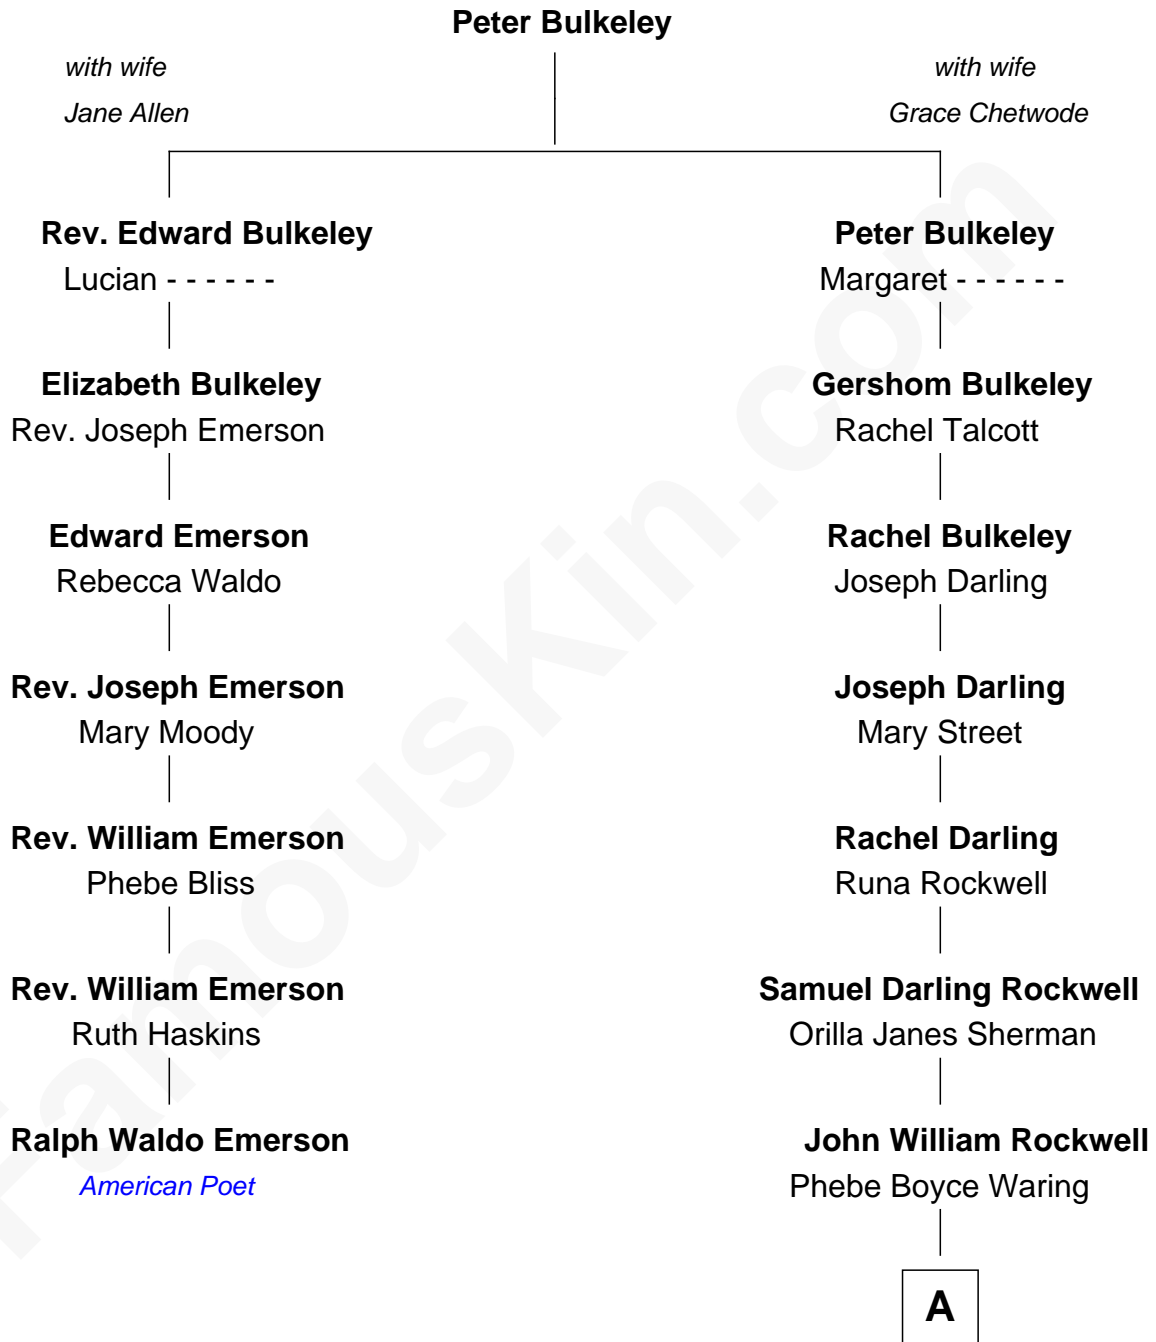 Peter Bulkeley
with wife
Jane Allen
with wife
Grace Chetwode
Rev. Edward Bulkeley
Lucian - - - - - -
Peter Bulkeley
Margaret - - - - - -
Elizabeth Bulkeley
Rev. Joseph Emerson
Gershom Bulkeley
Rachel Talcott
Edward Emerson
Rebecca Waldo
Rachel Bulkeley
Joseph Darling
Rev. Joseph Emerson
Mary Moody
Joseph Darling
Mary Street
Rev. William Emerson
Phebe Bliss
Rachel Darling
Runa Rockwell
Rev. William Emerson
Ruth Haskins
Samuel Darling Rockwell
Orilla Janes Sherman
Ralph Waldo Emerson
American Poet
John William Rockwell
Phebe Boyce Waring
A
FamousKin.com